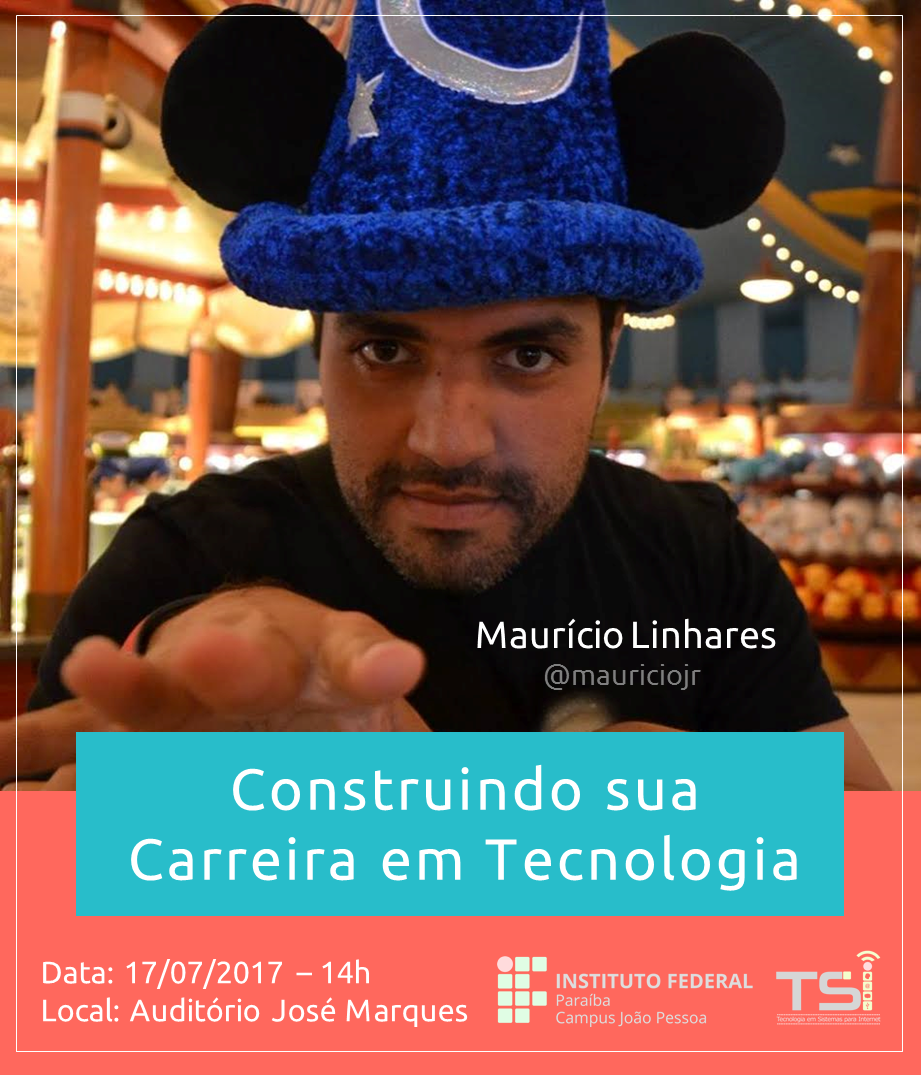 Maurício Linhares
@mauriciojr
Construindo sua
Carreira em Tecnologia
Data: 17/07/2017 – 14h
Local: Auditório José Marques
INSTITUTO FEDERAL
Paraíba
Campus João Pessoa
TSi
Tecnologia em Sistemas para Internet